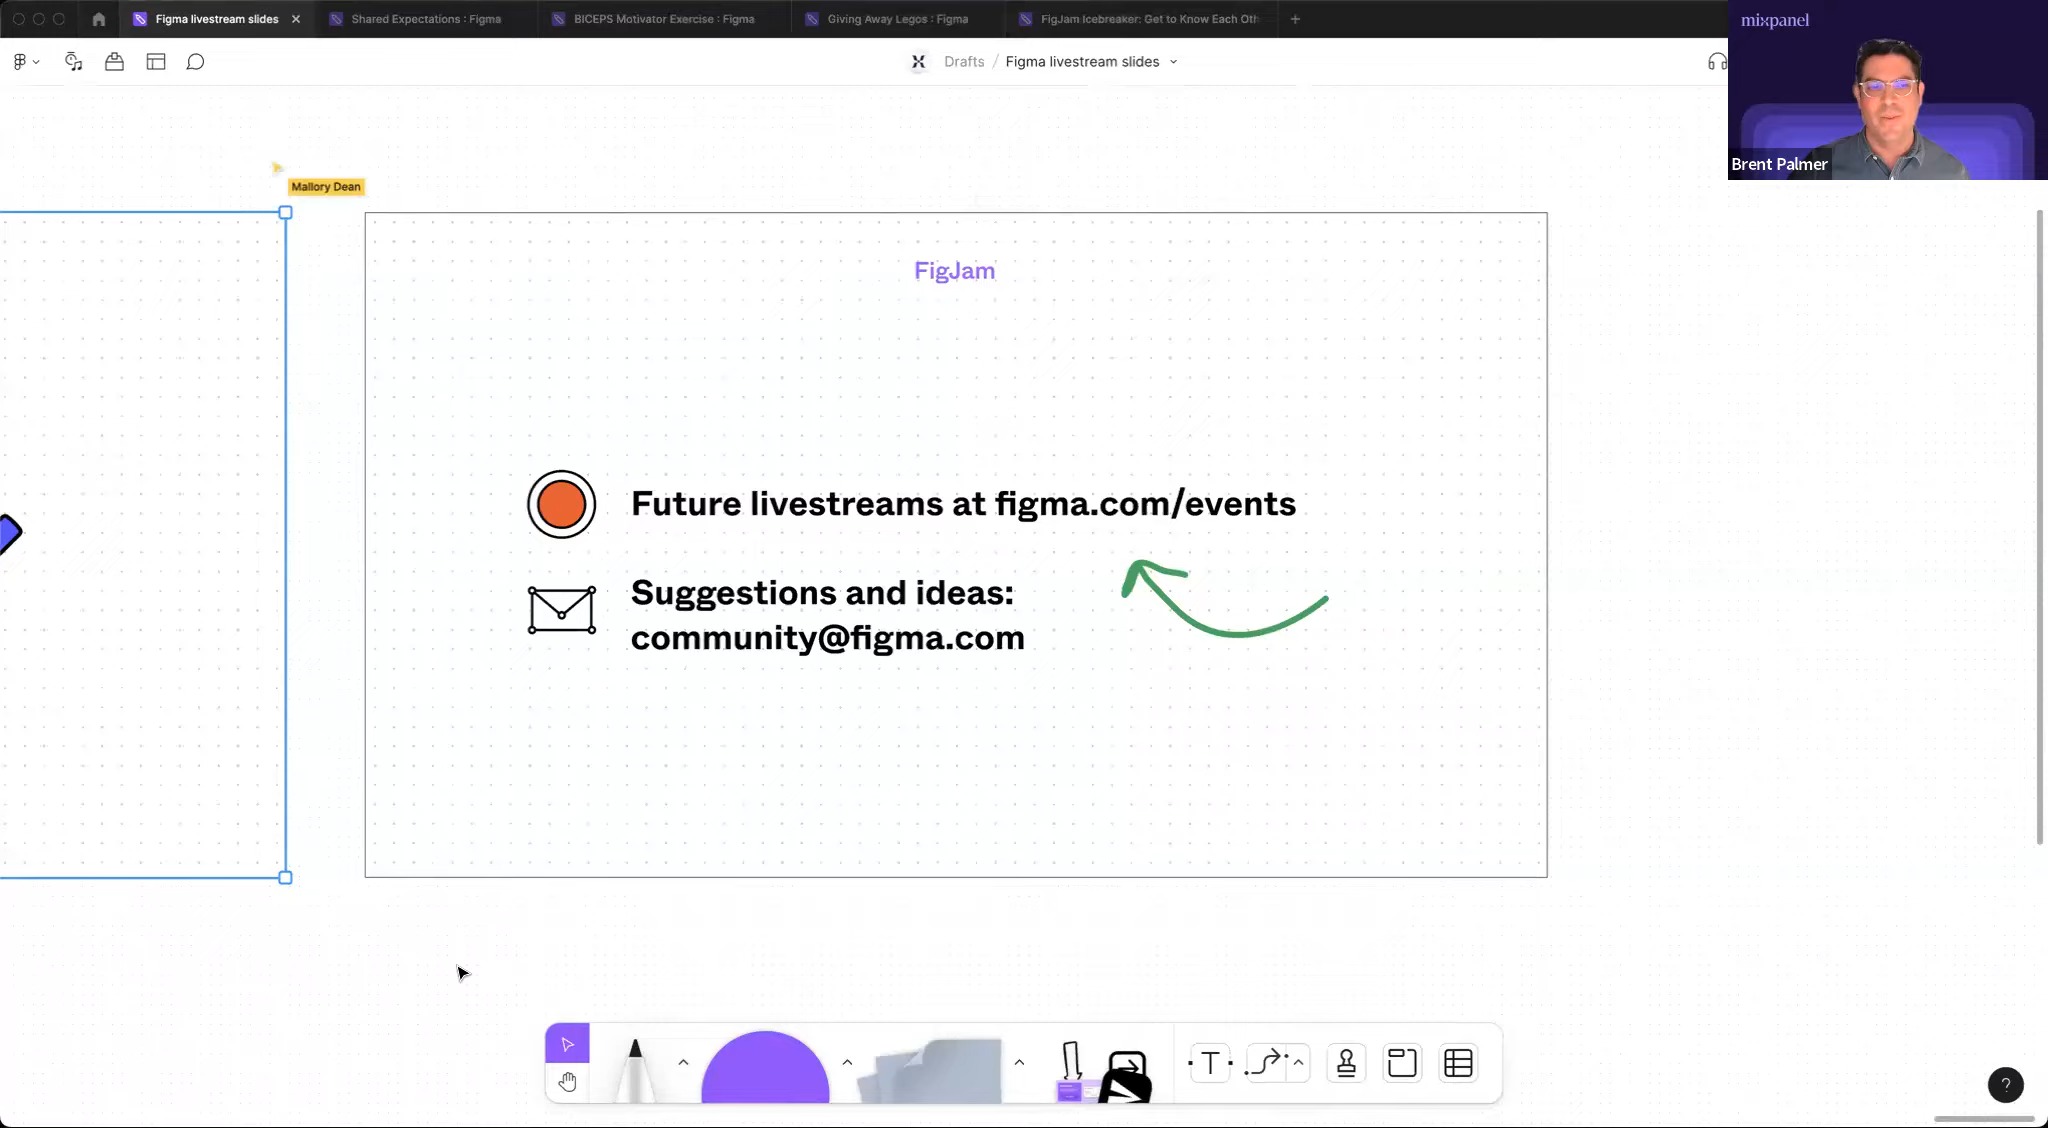 Figma livestream slides
Shared Expectations : Figma
BICEPS Motivator Exercise : Figma
Giving Away Legos : Figma
FigJam Icebreaker: Get to Know Each Oth
mixpanel
Drafts / Figma livestream slides
Brent Palmer
Mallory Dean
FigJam
Future livestreams at figma.com/events
Suggestions and ideas:
community@figma.com
T
?